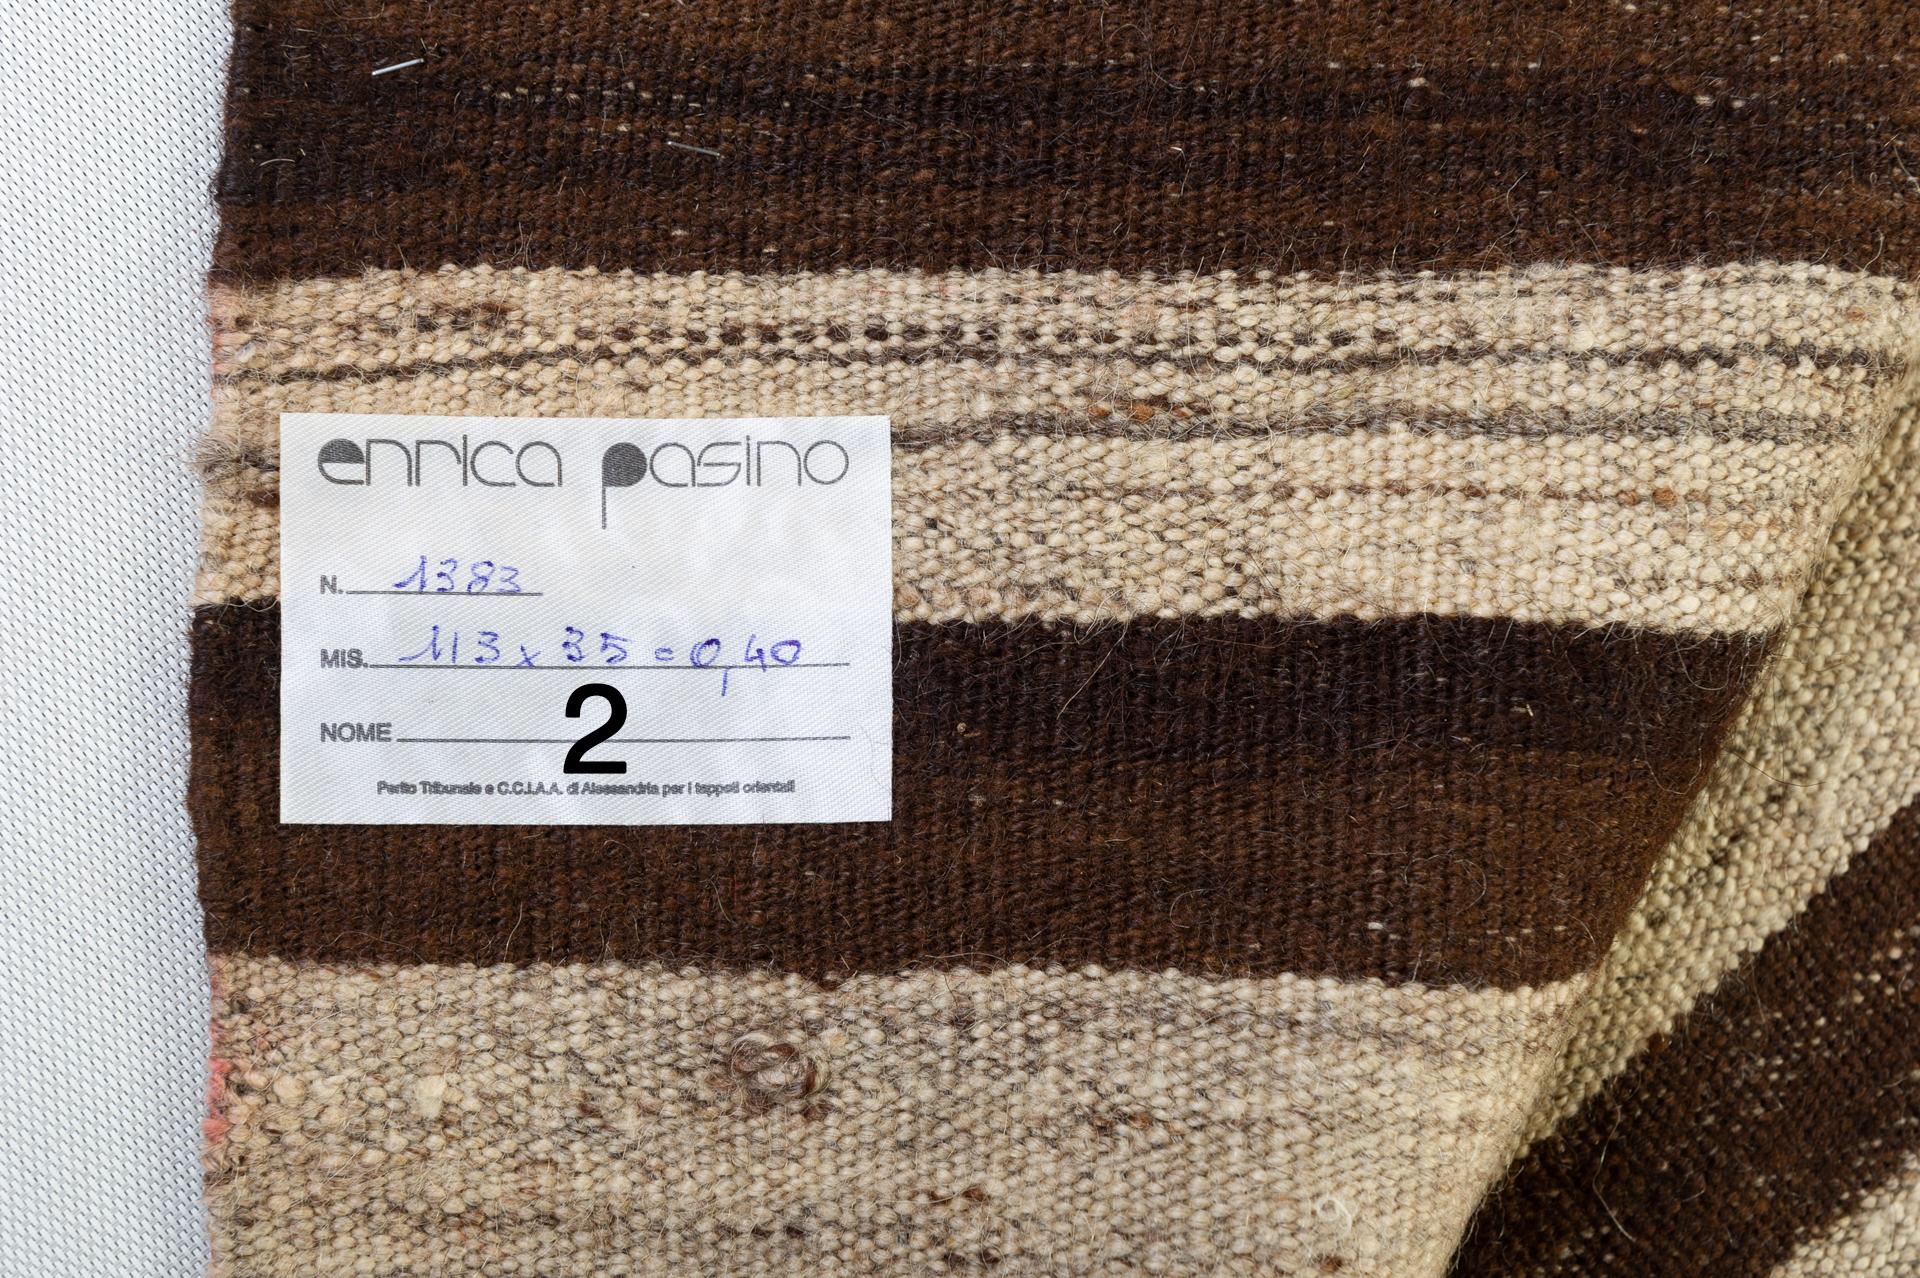 enrica pasino
N. 1383
MIS. 113 x 35 = 0,40
2
NOME
Perito Tribunale e C.C.I.A.A. di Alessandria per i tappeti orientali